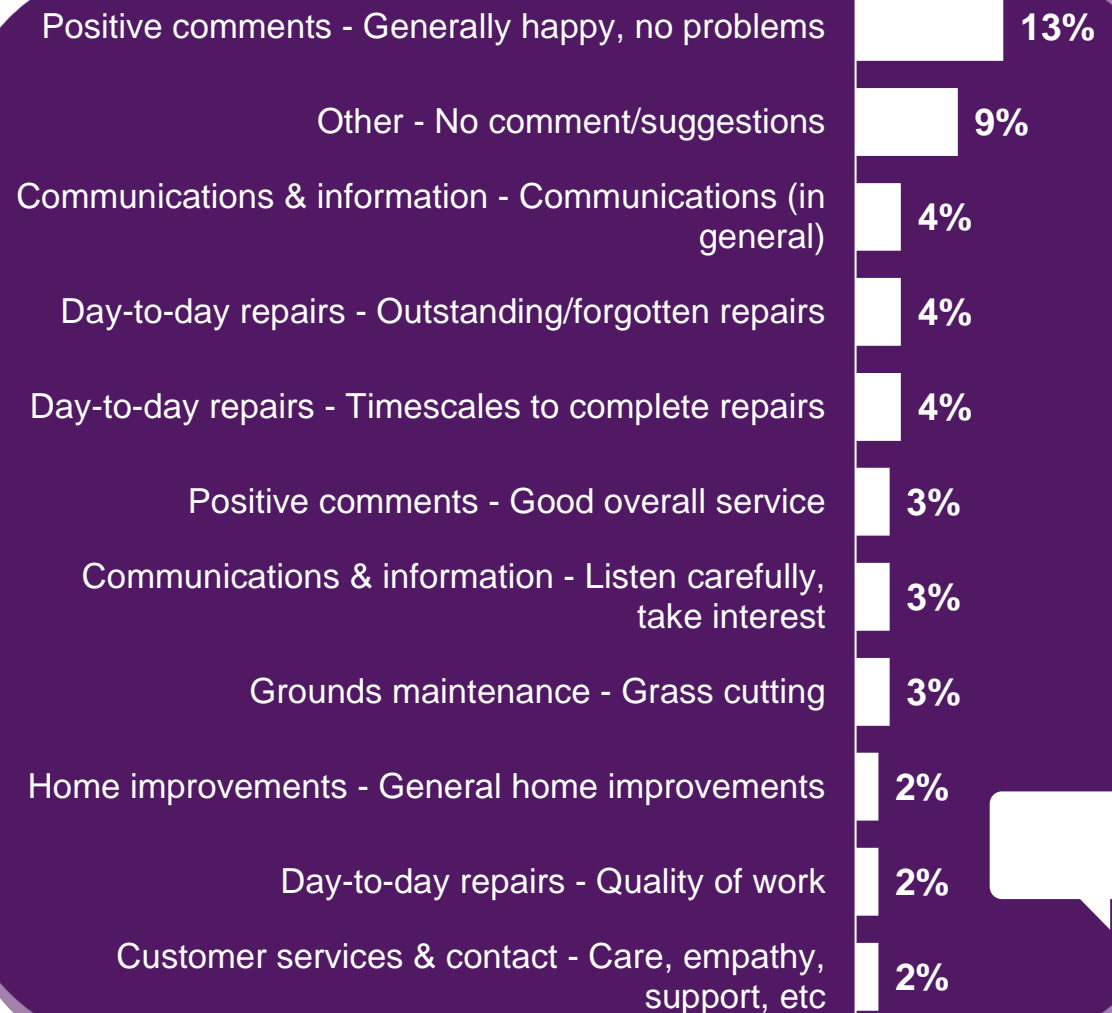 Positive comments - Generally happy, no problems 13%
Other - No comment/suggestions 9%
Communications & information - Communications (in
general) 4%
Day-to-day repairs - Outstanding/forgotten repairs 4%
Day-to-day repairs - Timescales to complete repairs 4%
Positive comments - Good overall service 3%
Communications & information - Listen carefully,
take interest 3%
Grounds maintenance - Grass cutting 3%
Home improvements - General home improvements 2%
Day-to-day repairs - Quality of work 2%
Customer services & contact - Care, empathy,
support, etc 2%